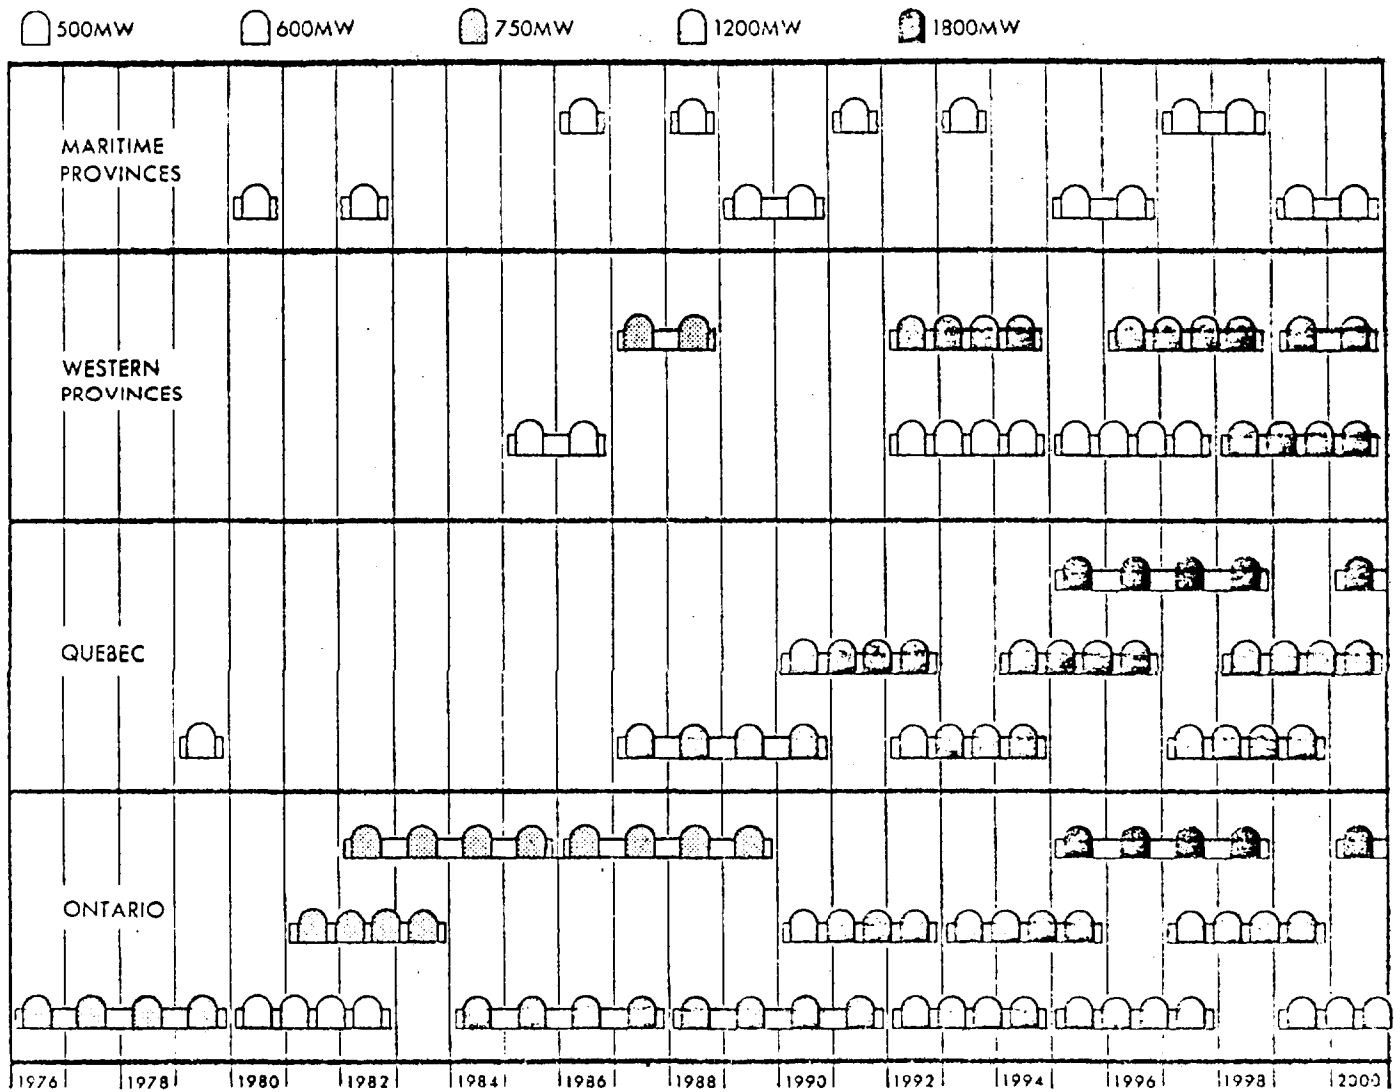 500MW 600MW 750MW 1200MW 1800MW
MARITIME
PROVINCES
WESTERN
PROVINCES
QUEBEC
ONTARIO
1976 1978 1980 1982 1984 1986 1988 1990 1992 1994 1996 1998 2000